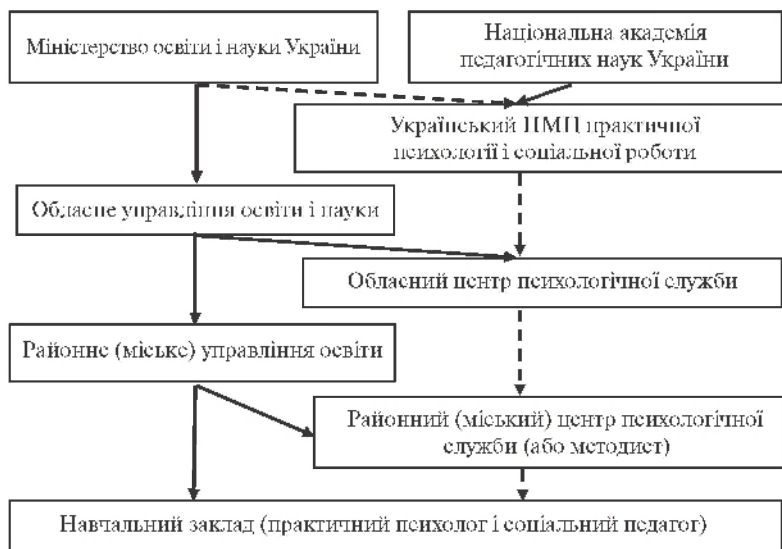 Міністерство освіти і науки України
Національна академія
педагогічних наук України
Український НМЦ практичної
психології і соціальної роботи
Обласне управління освіти і науки
Обласний центр психологічної служби
Районне (міське) управління освіти
Районний (міський) центр психологічної
служби (або методист)
Навчальний заклад (практичний психолог і соціальний педагог)